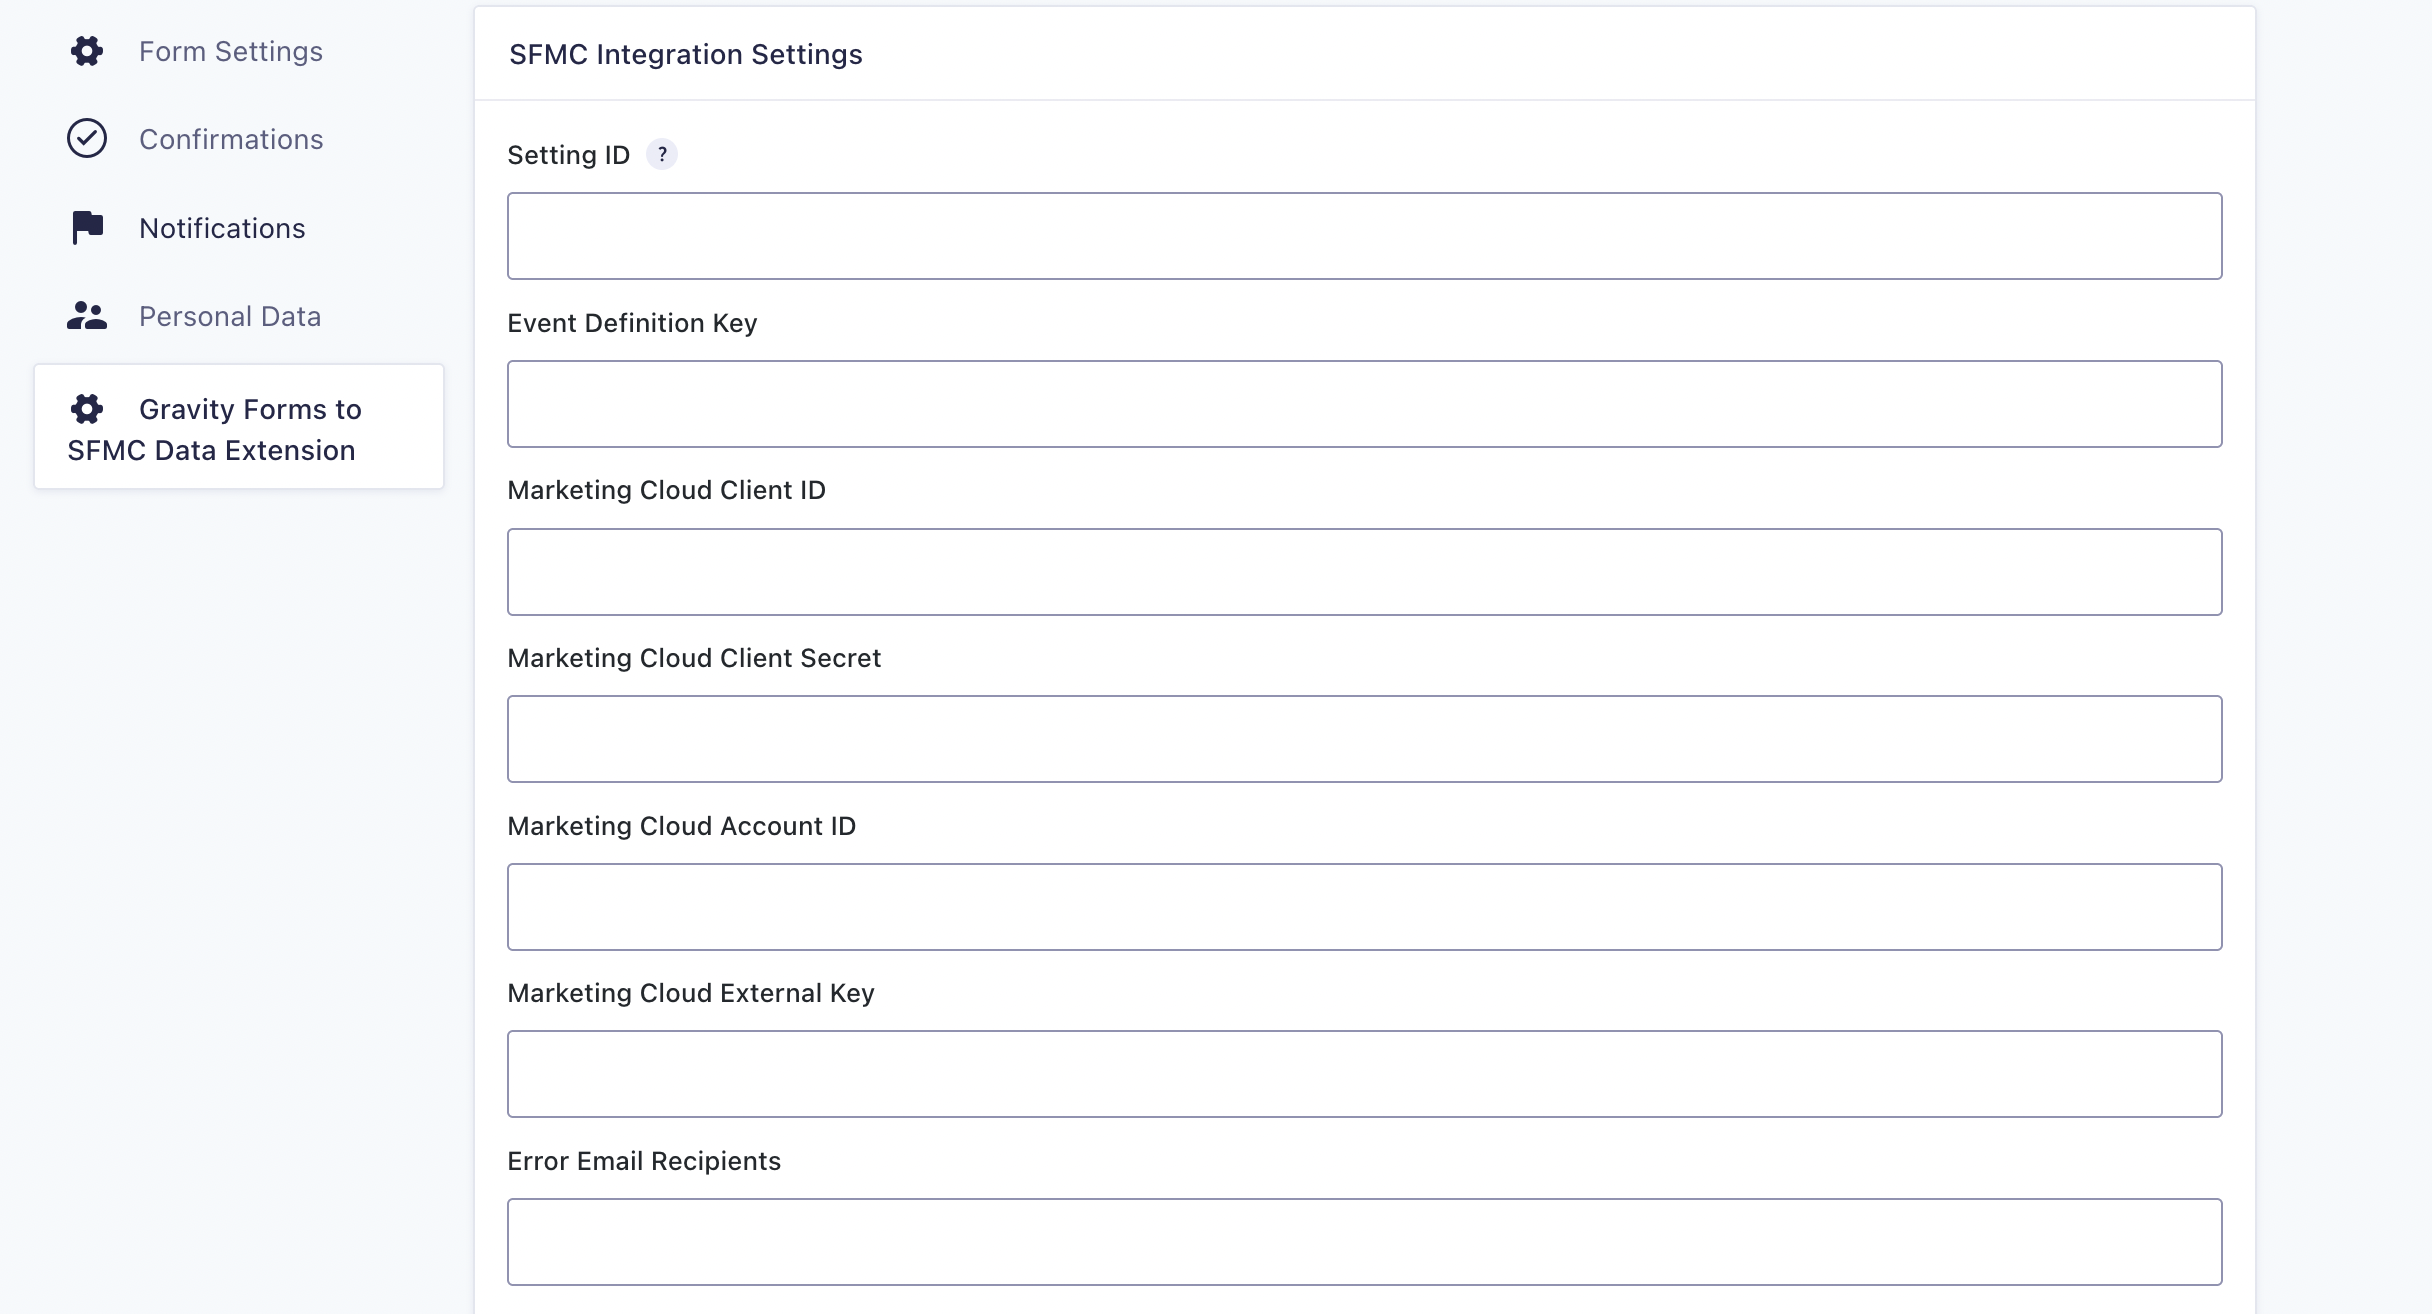 Form Settings
Confirmations
Notifications
Personal Data
Gravity Forms to
SFMC Data Extension
SFMC Integration Settings
Setting ID ?
Event Definition Key
Marketing Cloud Client ID
Marketing Cloud Client Secret
Marketing Cloud Account ID
Marketing Cloud External Key
Error Email Recipients